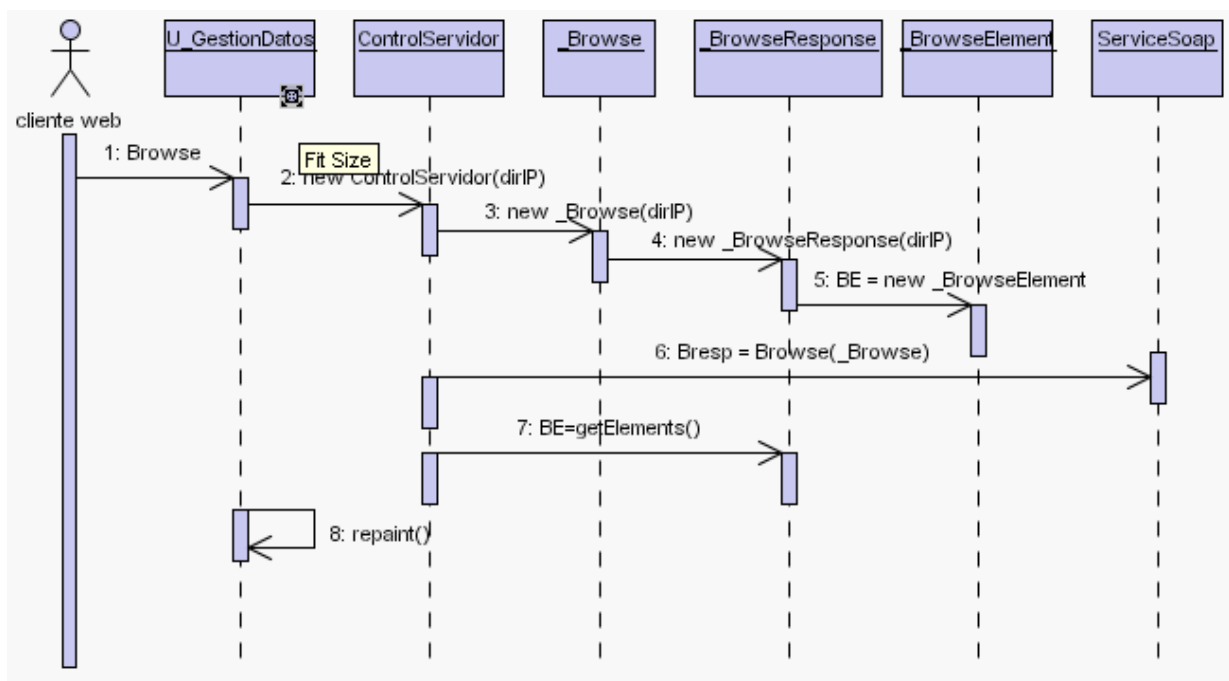 U_GestionDatos
ControlServidor
_Browse
_BrowseResponse
_BrowseElement
ServiceSoap
cliente web
1: Browse
Fit Size
2: new ControlServidor(dirIP)
3: new _Browse(dirIP)
4: new _BrowseResponse(dirIP)
5: BE = new _BrowseElement
6: Bresp = Browse(_Browse)
7: BE=getElements()
8: repaint()